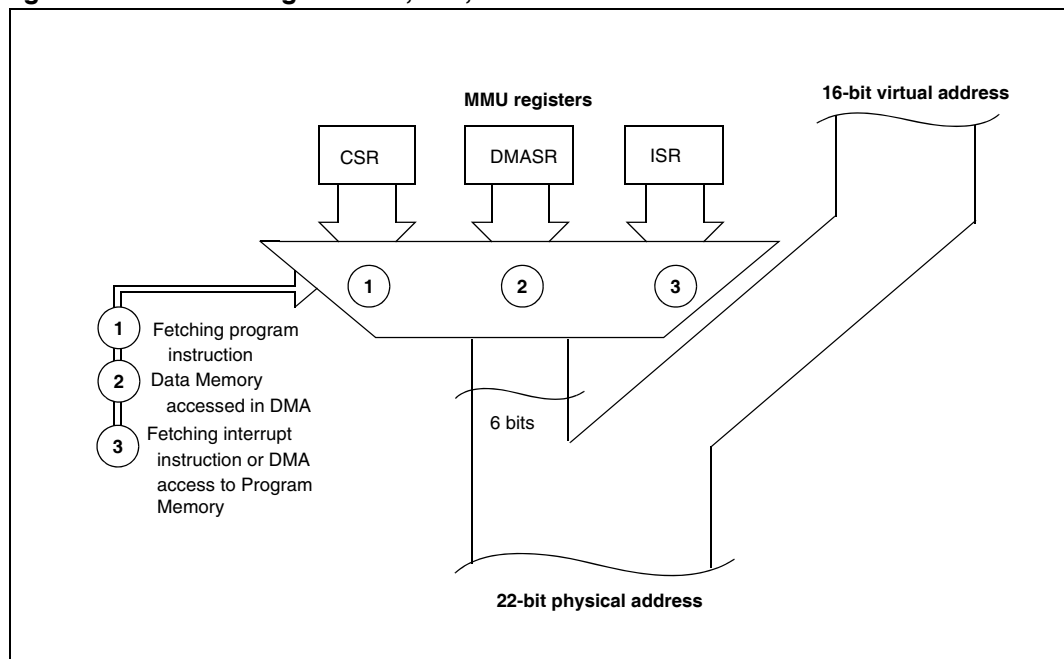 MMU registers
16-bit virtual address
CSR
DMASR
ISR
1
2
3
1
Fetching program
instruction
2
Data Memory
accessed in DMA
3
Fetching interrupt
instruction or DMA
access to Program
Memory
6 bits
22-bit physical address